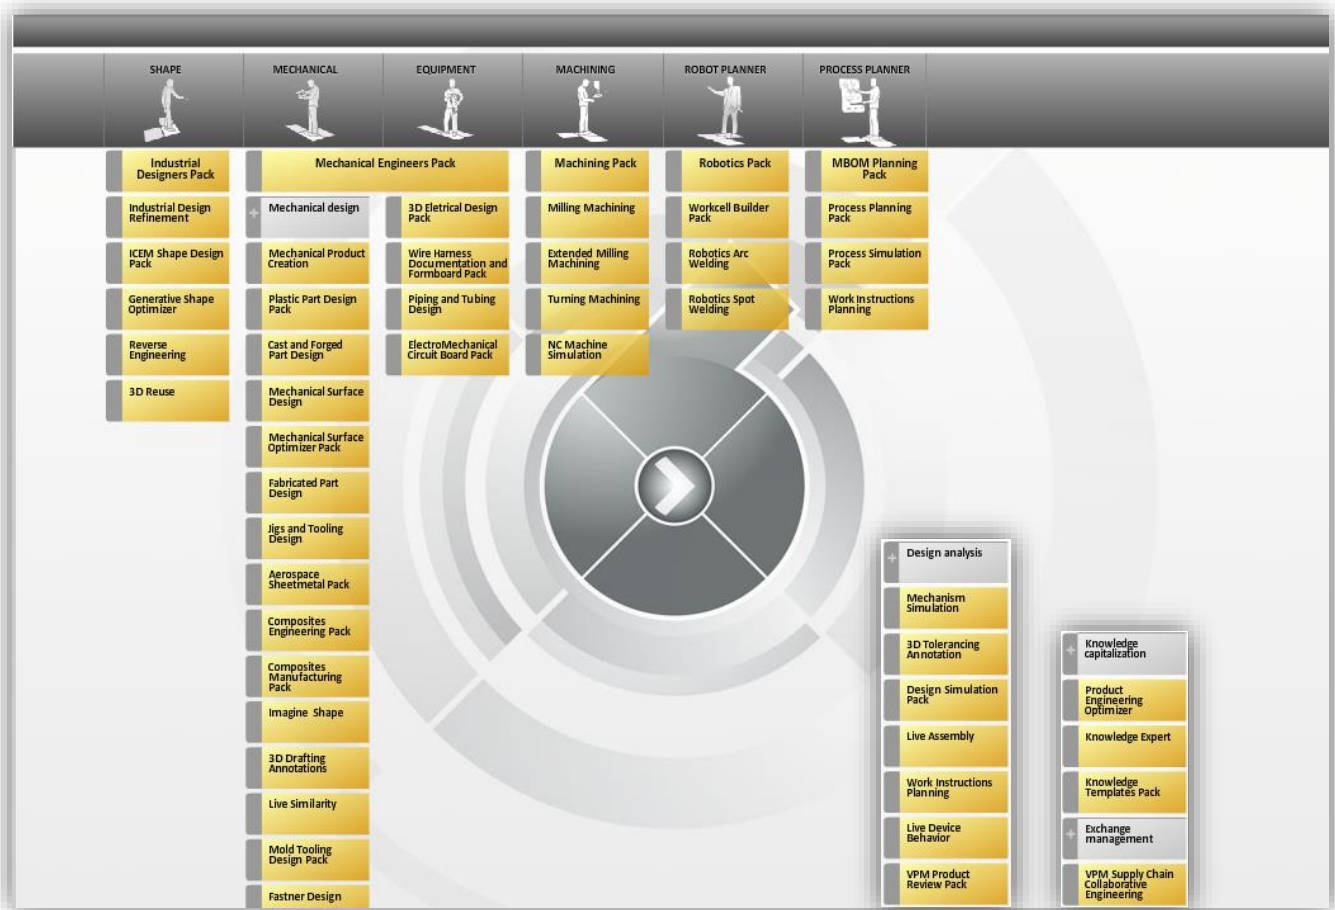 SHAPE
MECHANICAL
EQUIPMENT
MACHINING
ROBOT PLANNER
PROCESS PLANNER
Industrial
Designers Pack
Industrial Design
Refinement
ICEM Shape Design
Pack
Generative Shape
Optimizer
Reverse
Engineering
3D Reuse
Mechanical Engineers Pack
Mechanical design
Mechanical Product
Creation
Plastic Part Design
Pack
Cast and Forged
Part Design
Mechanical Surface
Design
Mechanical Surface
Optimizer Pack
Fabricated Part
Design
Jigs and Tooling
Design
Aerospace
Sheetmetal Pack
Composites
Engineering Pack
Composites
Manufacturing
Pack
Imagine Shape
3D Drafting
Annotations
Live Similarity
Mold Tooling
Design Pack
Fastner Design
3D Eletrical Design
Pack
Wire Harness
Documentation and
Formboard Pack
Piping and Tubing
Design
ElectroMechanical
Circuit Board Pack
Machining Pack
Milling Machining
Extended Milling
Machining
Turning Machining
NC Machine
Simulation
Robotics Pack
Workcell Builder
Pack
Robotics Arc
Welding
Robotics Spot
Welding
MBOM Planning
Pack
Process Planning
Pack
Process Simulation
Pack
Work Instructions
Planning
Design analysis
Mechanism
Simulation
3D Tolerancing
Annotation
Design Simulation
Pack
Live Assembly
Work Instructions
Planning
Live Device
Behavior
VPM Product
Review Pack
Knowledge
capitalization
Product
Engineering
Optimizer
Knowledge Expert
Knowledge
Templates Pack
Exchange
management
VPM Supply Chain
Collaborative
Engineering